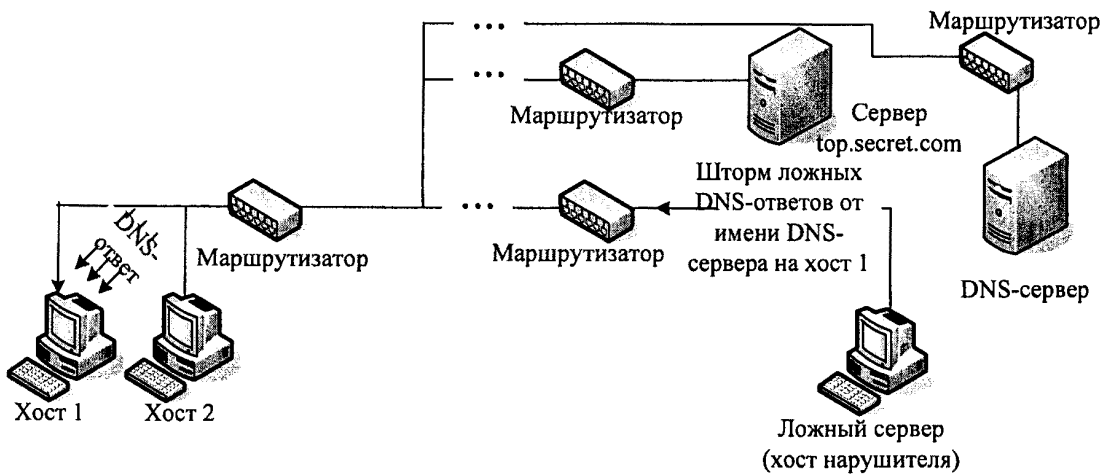 Маршрутизатор
Маршрутизатор
Сервер
top.secret.com
Шторм ложных
DNS-ответов от
имени DNS-
сервера на хост 1
DNS-
ответ
Маршрутизатор
Маршрутизатор
DNS-сервер
Хост 1
Хост 2
Ложный сервер
(хост нарушителя)